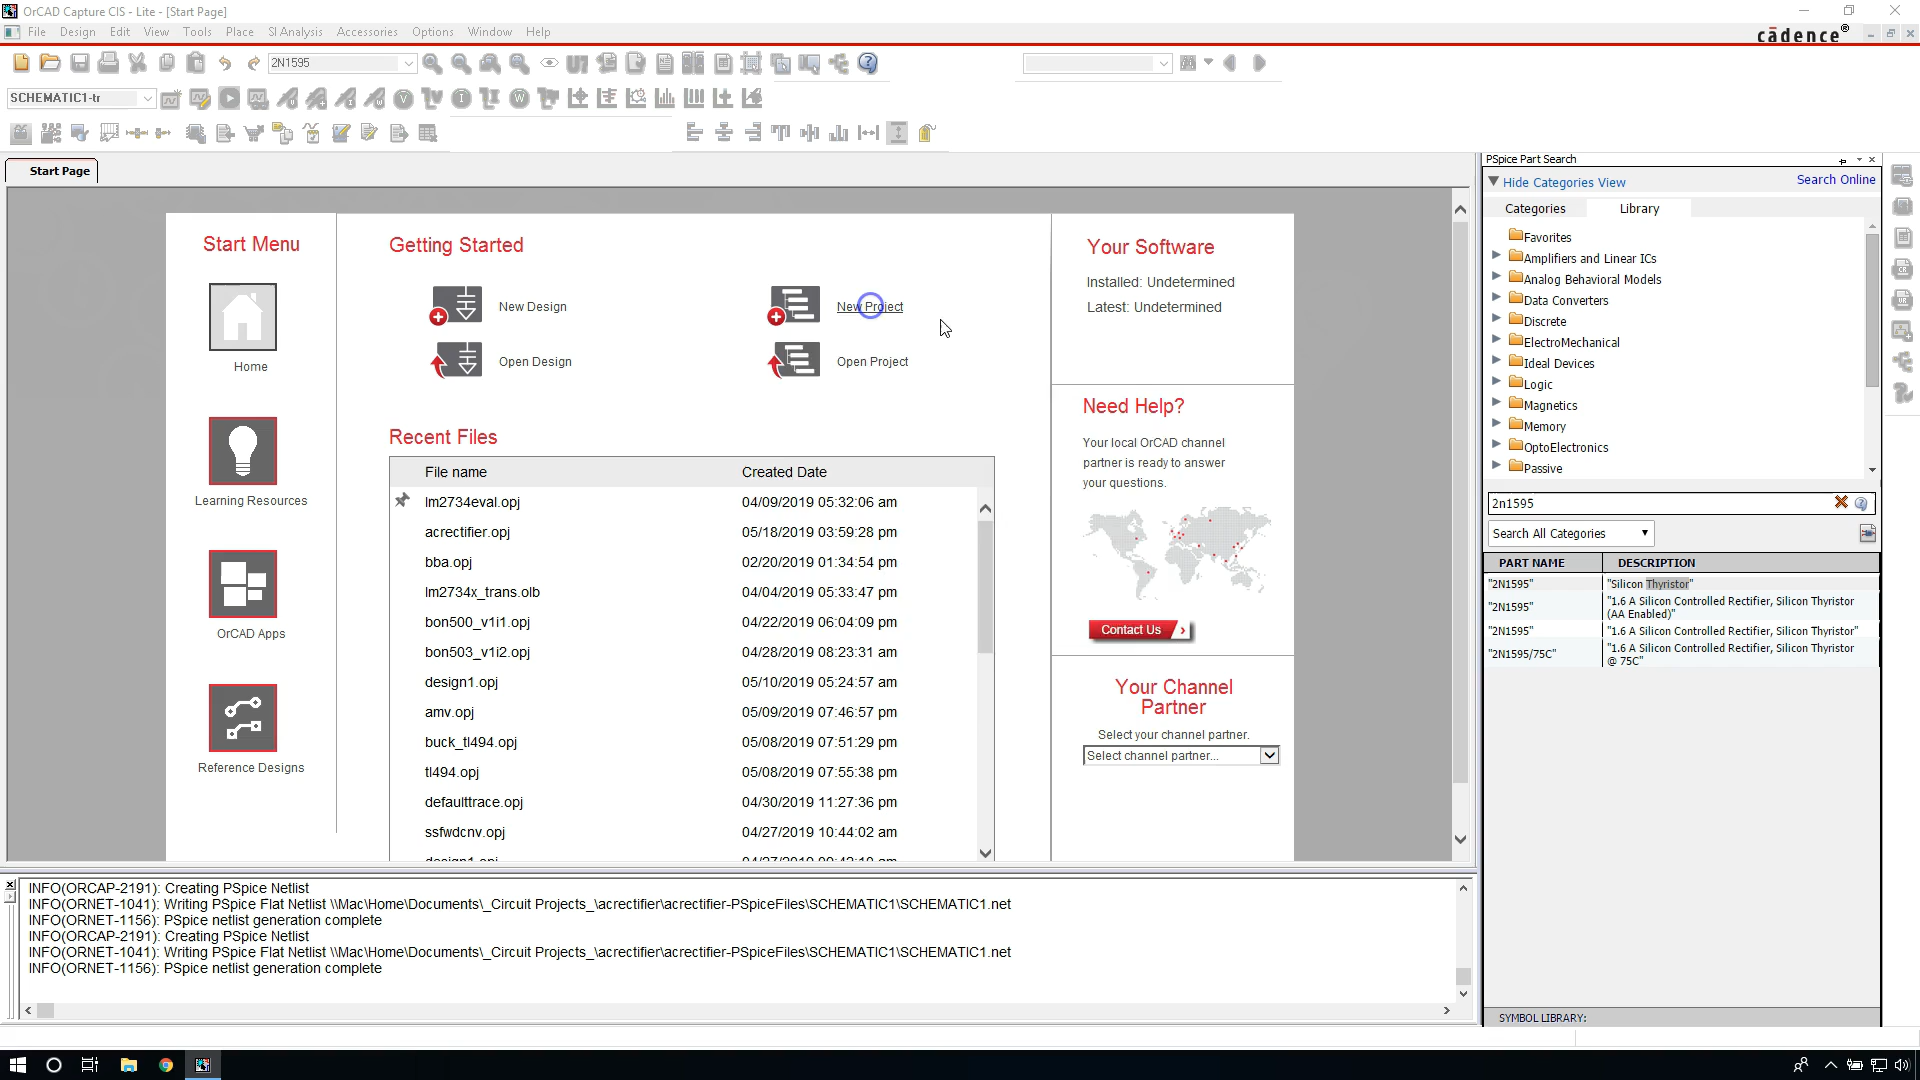 OrCAD Capture CIS - Lite - [Start Page]
File Design Edit View Tools Place SI Analysis Accessories Options Window Help
cādence®
2N1595
SCHEMATIC1-tr
Start Page
Start Menu
Home
Learning Resources
OrCAD Apps
Reference Designs
Getting Started
New Design
New Project
Open Design
Open Project
Recent Files
File name Created Date
lm2734eval.opj 04/09/2019 05:32:06 am
acrectifier.opj 05/18/2019 03:59:28 pm
bba.opj 02/20/2019 01:34:54 pm
lm2734x_trans.olb 04/04/2019 05:33:47 pm
bon500_v1i1.opj 04/22/2019 06:04:09 pm
bon503_v1i2.opj 04/28/2019 08:23:31 am
design1.opj 05/10/2019 05:24:57 am
amv.opj 05/09/2019 07:46:57 pm
buck_tl494.opj 05/08/2019 07:51:29 pm
tl494.opj 05/08/2019 07:55:38 pm
defaulttrace.opj 04/30/2019 11:27:36 pm
ssfwdcnv.opj 04/27/2019 10:44:02 am
Your Software
Installed: Undetermined
Latest: Undetermined
Need Help?
Your local OrCAD channel
partner is ready to answer
your questions.
Contact Us
Your Channel
Partner
Select your channel partner.
Select channel partner...
PSpice Part Search
Hide Categories View
Search Online
Categories Library
Favorites
Amplifiers and Linear ICs
Analog Behavioral Models
Data Converters
Discrete
ElectroMechanical
Ideal Devices
Logic
Magnetics
Memory
OptoElectronics
Passive
2n1595
Search All Categories
PART NAME DESCRIPTION
"2N1595" "Silicon Thyristor"
"2N1595" "1.6 A Silicon Controlled Rectifier, Silicon Thyristor
(AA Enabled)"
"2N1595" "1.6 A Silicon Controlled Rectifier, Silicon Thyristor"
"2N1595/75C" "1.6 A Silicon Controlled Rectifier, Silicon Thyristor
@ 75C"
SYMBOL LIBRARY:
INFO(ORCAP-2191): Creating PSpice Netlist
INFO(ORNET-1041): Writing PSpice Flat Netlist \\Mac\Home\Documents\_Circuit Projects_\acrectifier\acrectifier-PSpiceFiles\SCHEMATIC1\SCHEMATIC1.net
INFO(ORNET-1156): PSpice netlist generation complete
INFO(ORCAP-2191): Creating PSpice Netlist
INFO(ORNET-1041): Writing PSpice Flat Netlist \\Mac\Home\Documents\_Circuit Projects_\acrectifier\acrectifier-PSpiceFiles\SCHEMATIC1\SCHEMATIC1.net
INFO(ORNET-1156): PSpice netlist generation complete